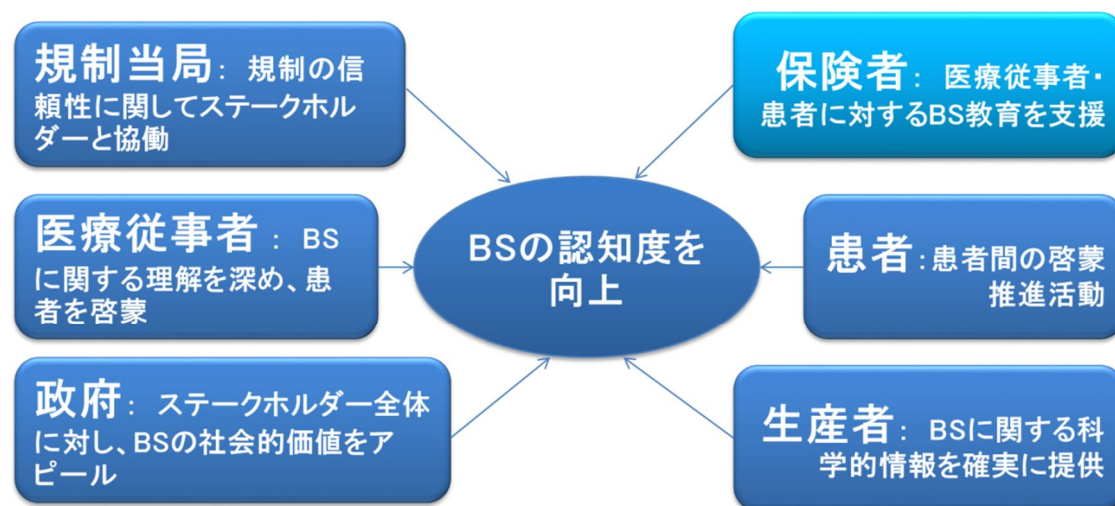 規制当局： 規制の信
頼性に関してステークホル
ダーと協働
保険者： 医療従事者・
患者に対するBS教育を支援
医療従事者 ： BS
に関する理解を深め、患
者を啓蒙
BSの認知度を
向上
患者：患者間の啓蒙
推進活動
政府： ステークホルダー全体
に対し、BSの社会的価値をア
ピール
生産者： BSに関する科
学的情報を確実に提供